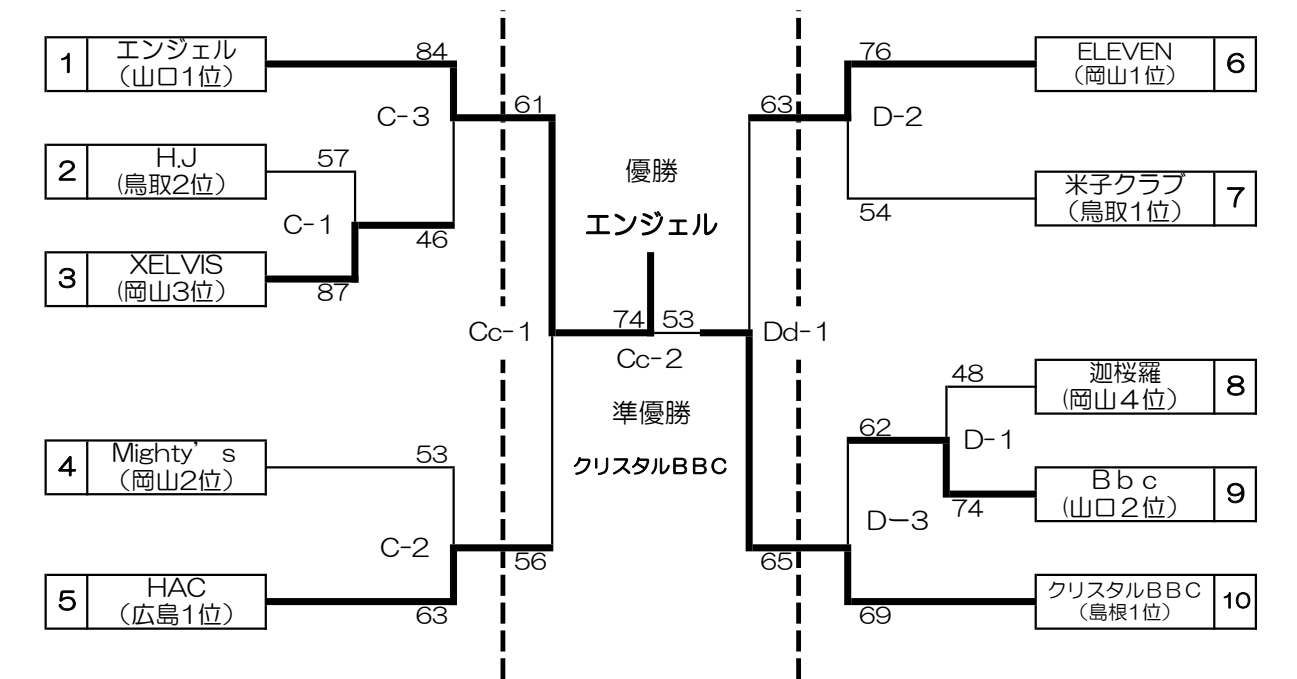 1
エンジェル
(山口1位)
84
C-3
61
2
H.J
(鳥取2位)
57
C-1
46
3
XELVIS
(岡山3位)
87
Cc-1
4
Mighty's
(岡山2位)
53
C-2
56
5
HAC
(広島1位)
63
優勝
エンジェル
74
53
Cc-2
準優勝
クリスタルBBC
76
ELEVEN
(岡山1位)
6
63
D-2
54
米子クラブ
(鳥取1位)
7
Dd-1
48
迦桜羅
(岡山4位)
8
62
D-1
74
Bbc
(山口2位)
9
D-3
65
69
クリスタルBBC
(島根1位)
10